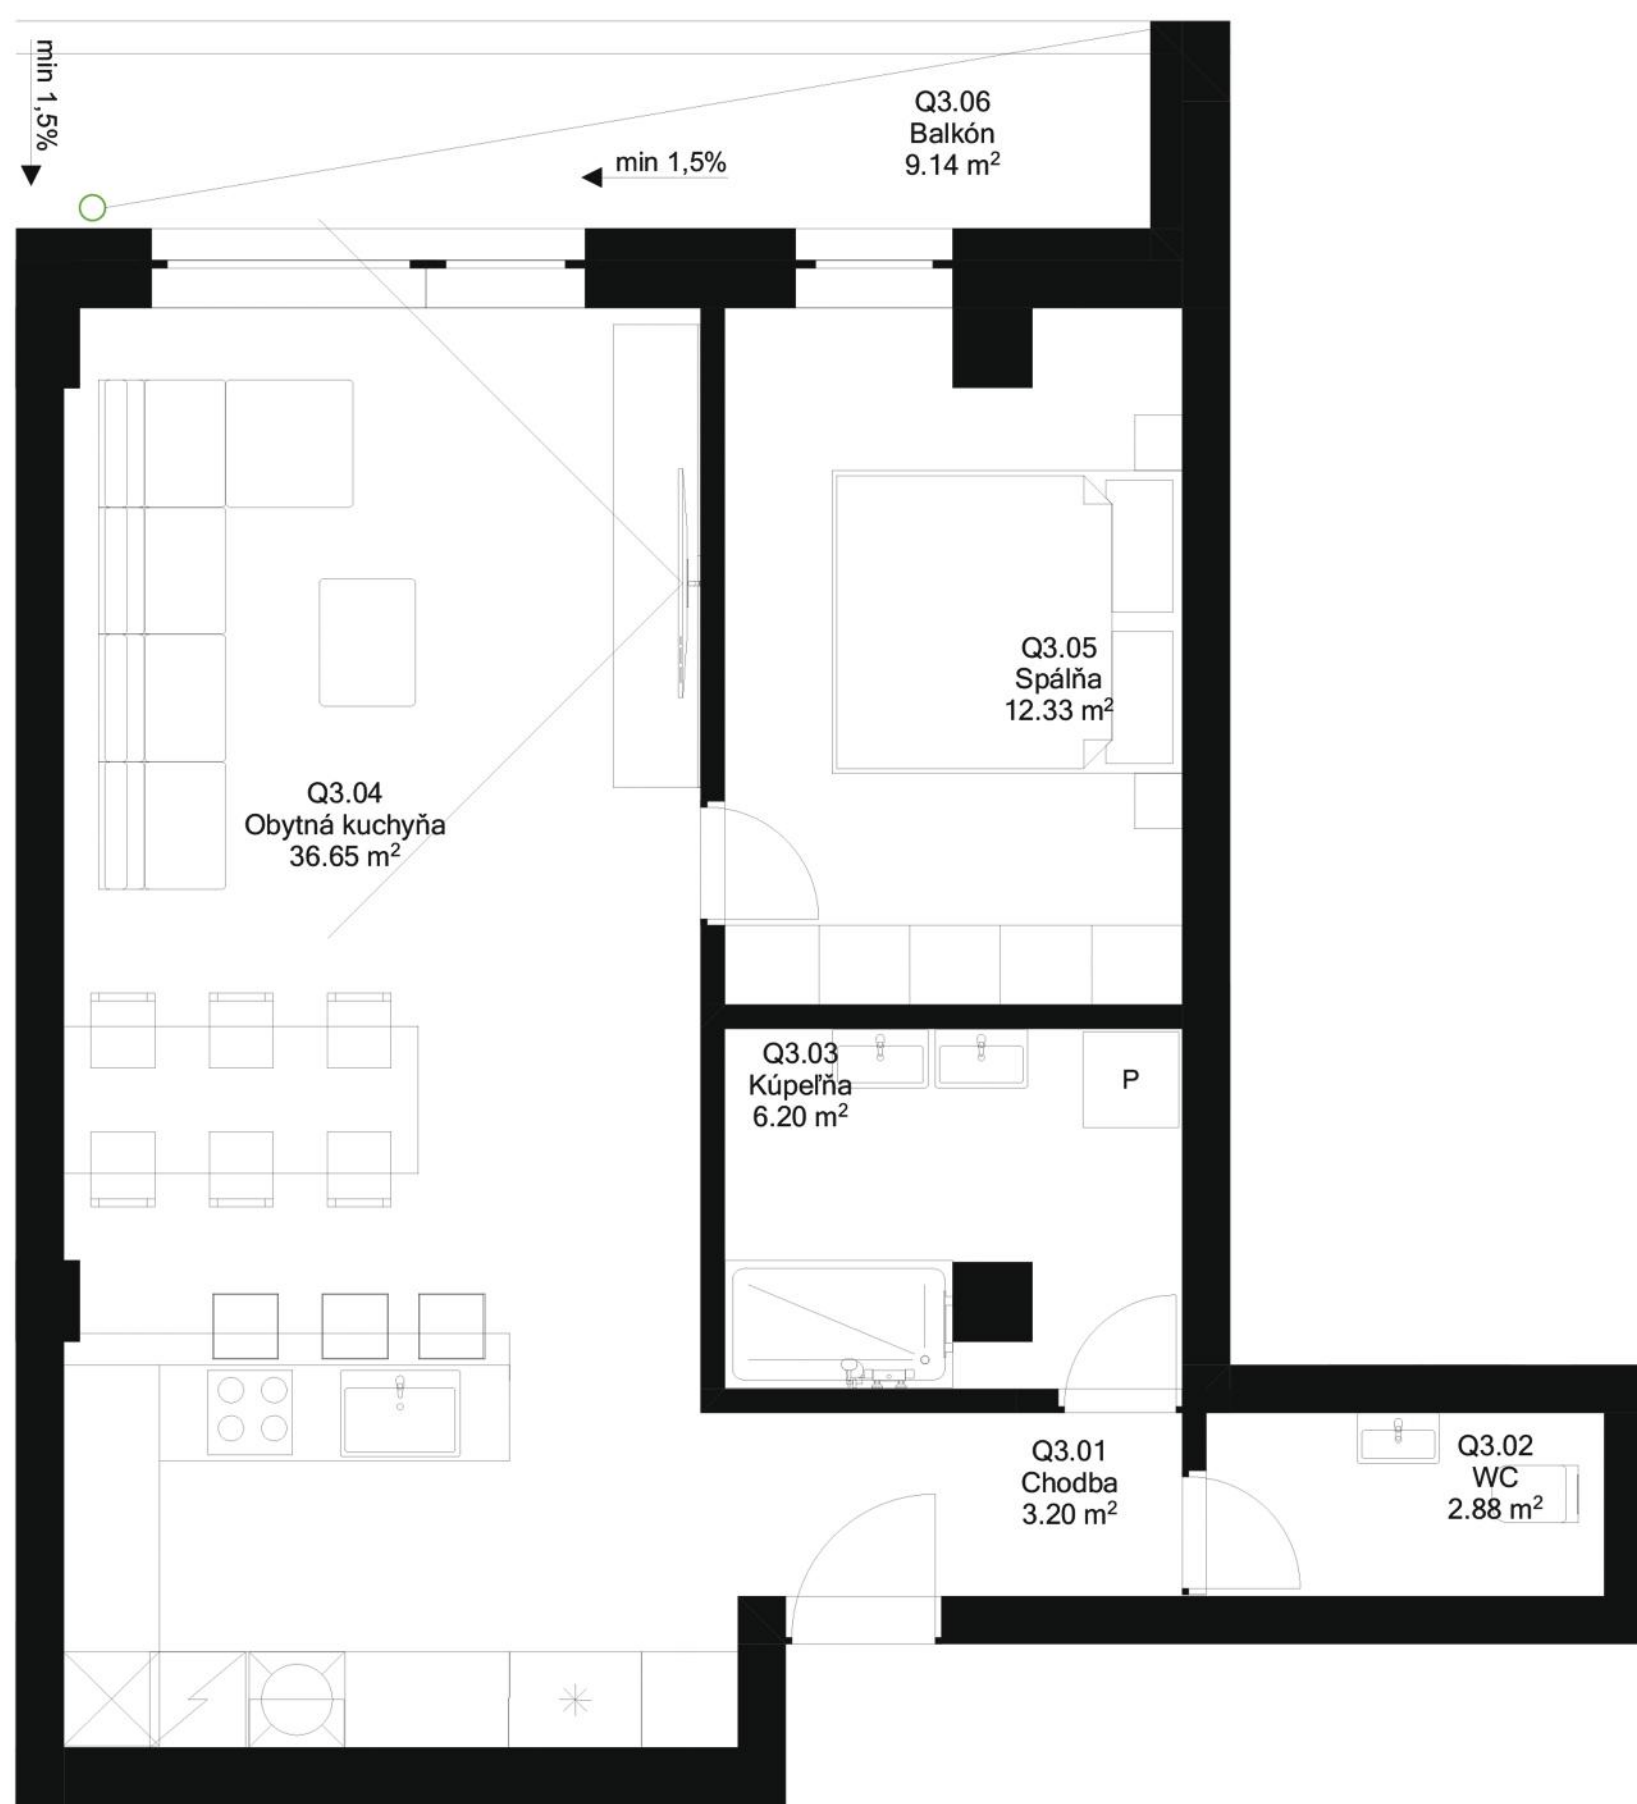 min 1,5%
Q3.06
Balkón
9.14 m²
min 1,5%
Q3.05
Spálňa
12.33 m²
Q3.04
Obytná kuchyňa
36.65 m²
Q3.03
Kúpeľňa
6.20 m²
P
Q3.01
Chodba
3.20 m²
Q3.02
WC
2.88 m²